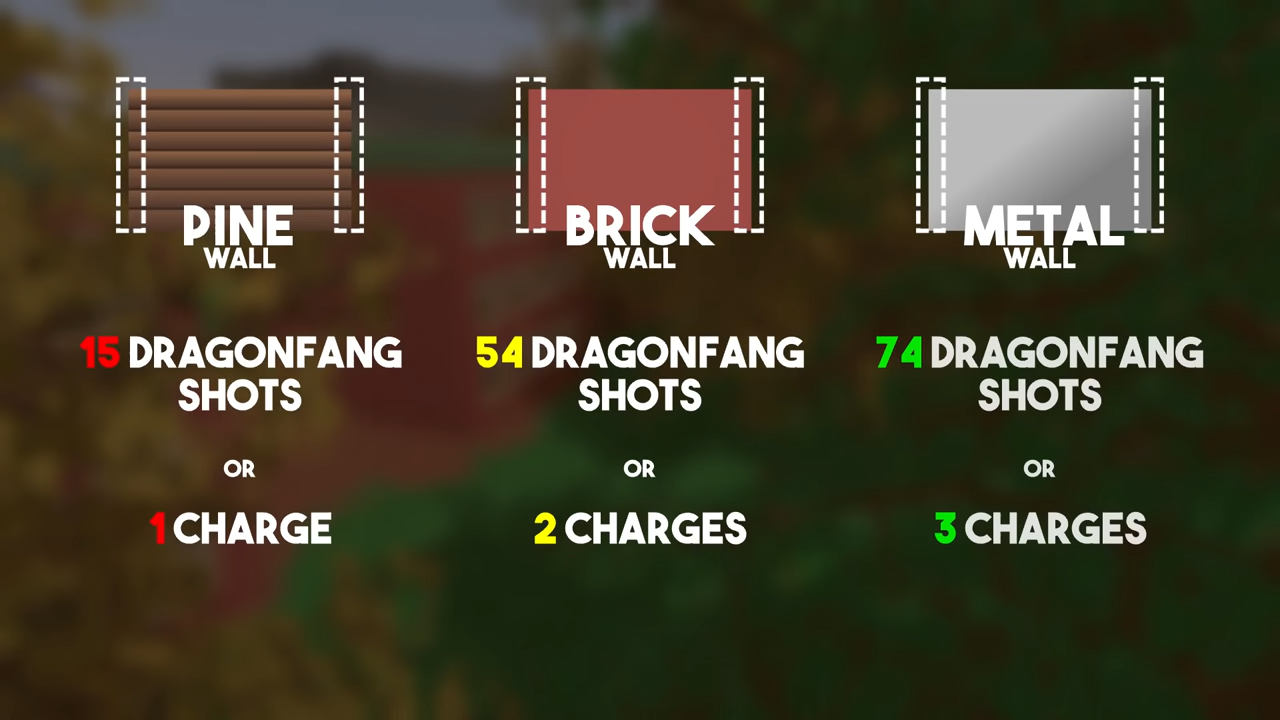 PINE
WALL
15 DRAGONFANG
SHOTS
OR
1 CHARGE
BRICK
WALL
54 DRAGONFANG
SHOTS
OR
2 CHARGES
METAL
WALL
74 DRAGONFANG
SHOTS
OR
3 CHARGES